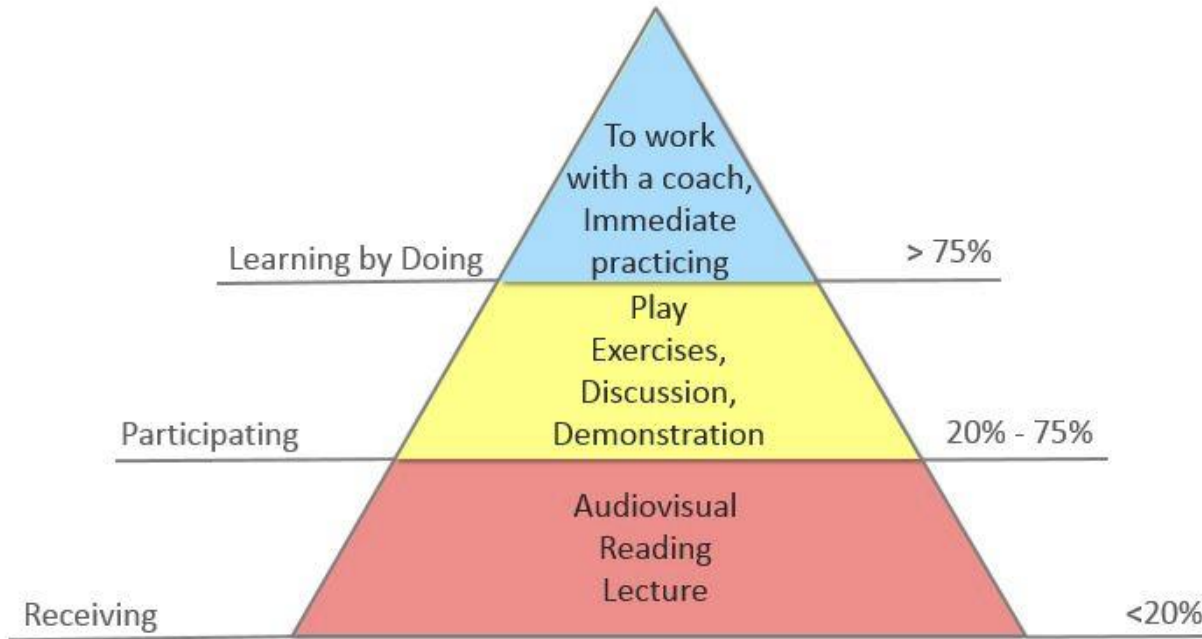 To work
with a coach,
Immediate
practicing
Learning by Doing
> 75%
Play
Exercises,
Discussion,
Demonstration
Participating
20% - 75%
Audiovisual
Reading
Lecture
Receiving
<20%